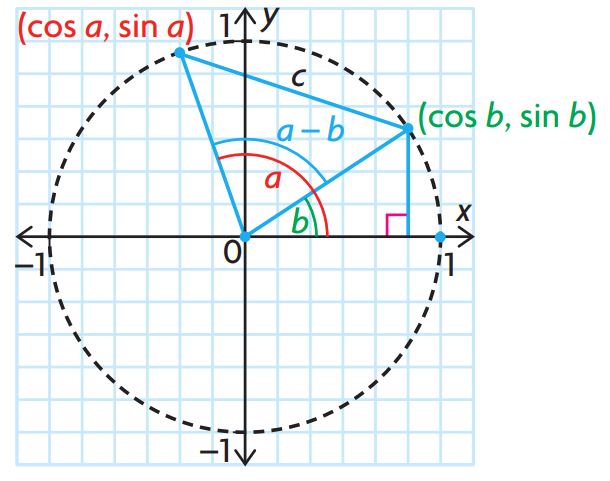 (cos a, sin a)
1
y
c
(cos b, sin b)
a – b
a
b
x
–1
0
1
–1